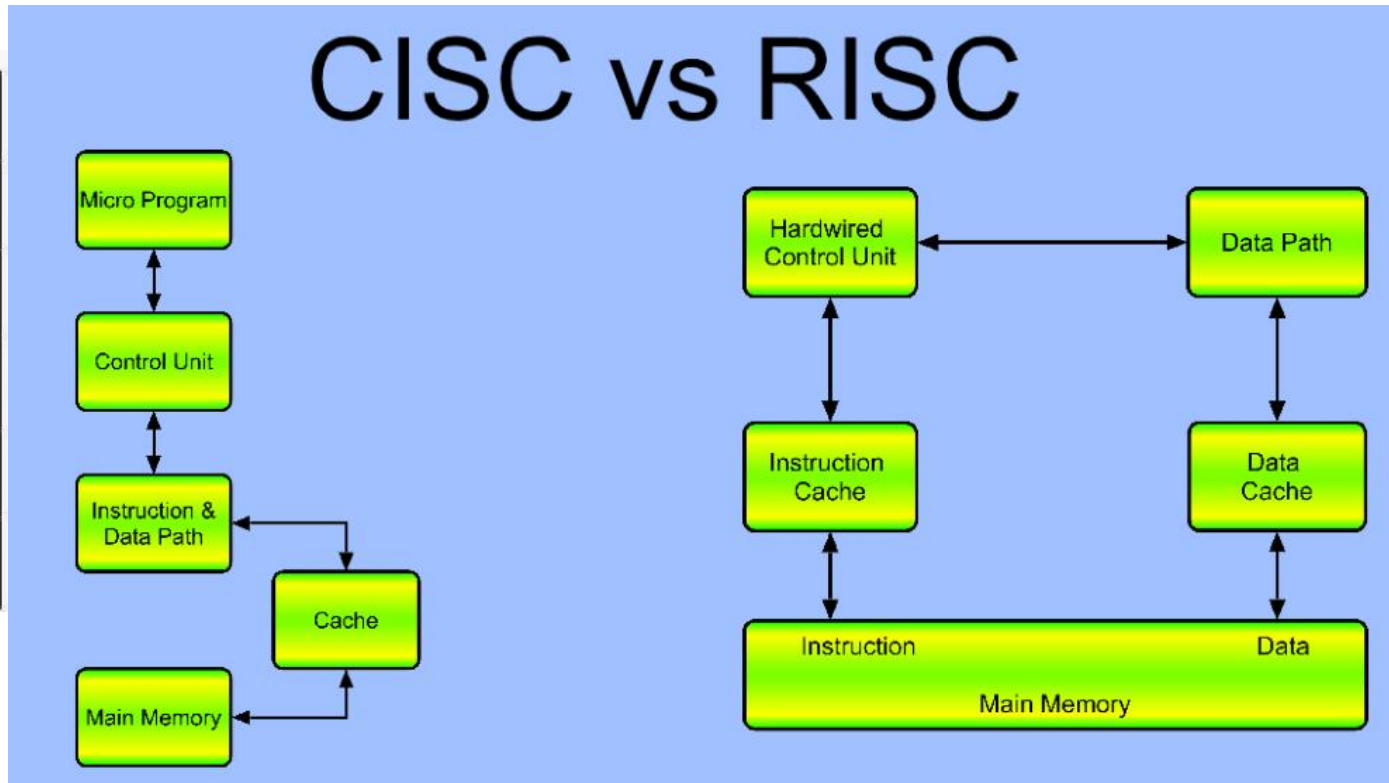 CISC vs RISC
Micro Program
Control Unit
Instruction &
Data Path
Cache
Main Memory
Hardwired
Control Unit
Data Path
Instruction
Cache
Data
Cache
Instruction
Data
Main Memory